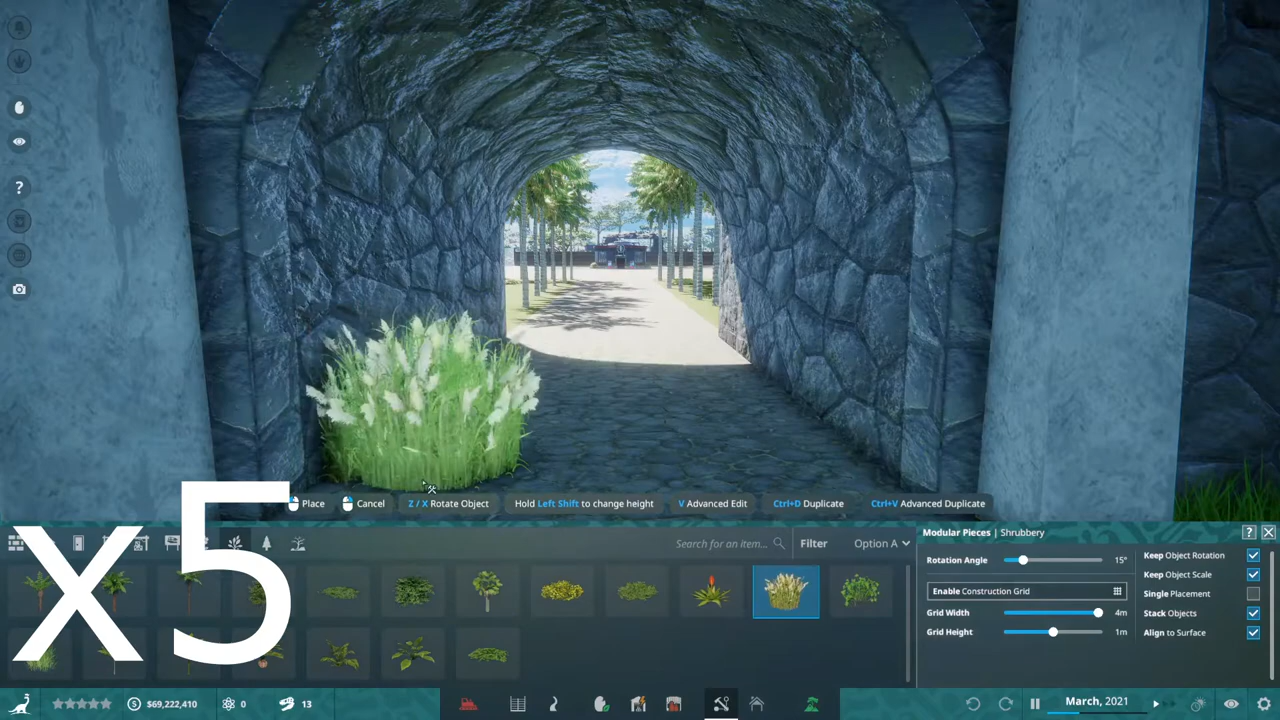 Place
Cancel
Z / X Rotate Object
Hold Left Shift to change height
V Advanced Edit
Ctrl+D Duplicate
Ctrl+V Advanced Duplicate
x5
Search for an item...
Filter
Option A
Modular Pieces | Shrubbery
?
Rotation Angle
15°
Enable Construction Grid
Grid Width
4m
Grid Height
1m
Keep Object Rotation
Keep Object Scale
Single Placement
Stack Objects
Align to Surface
$69,222,410
0
13
March, 2021
?